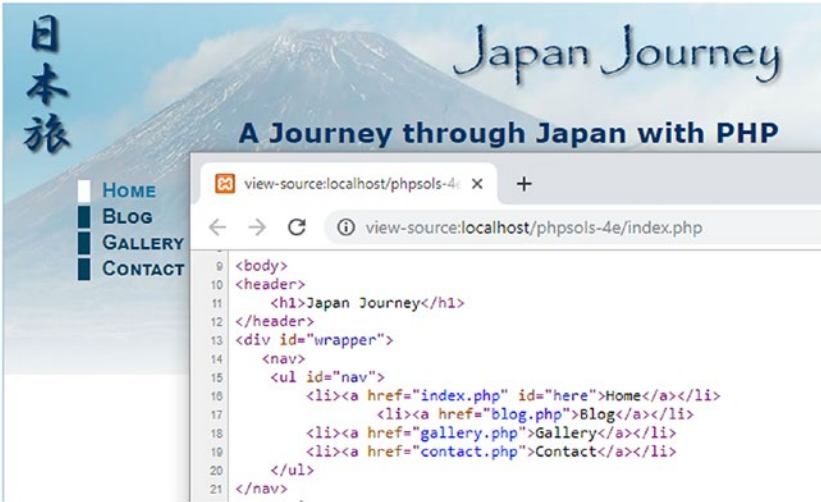 日
本
旅
Japan Journey
A Journey through Japan with PHP
HOME
BLOG
GALLERY
CONTACT
view-source:localhost/phpsols-4e
view-source:localhost/phpsols-4e/index.php
9 <body>
10 <header>
11 <h1>Japan Journey</h1>
12 </header>
13 <div id="wrapper">
14 <nav>
15 <ul id="nav">
16 <li><a href="index.php" id="here">Home</a></li>
17 <li><a href="blog.php">Blog</a></li>
18 <li><a href="gallery.php">Gallery</a></li>
19 <li><a href="contact.php">Contact</a></li>
20 </ul>
21 </nav>